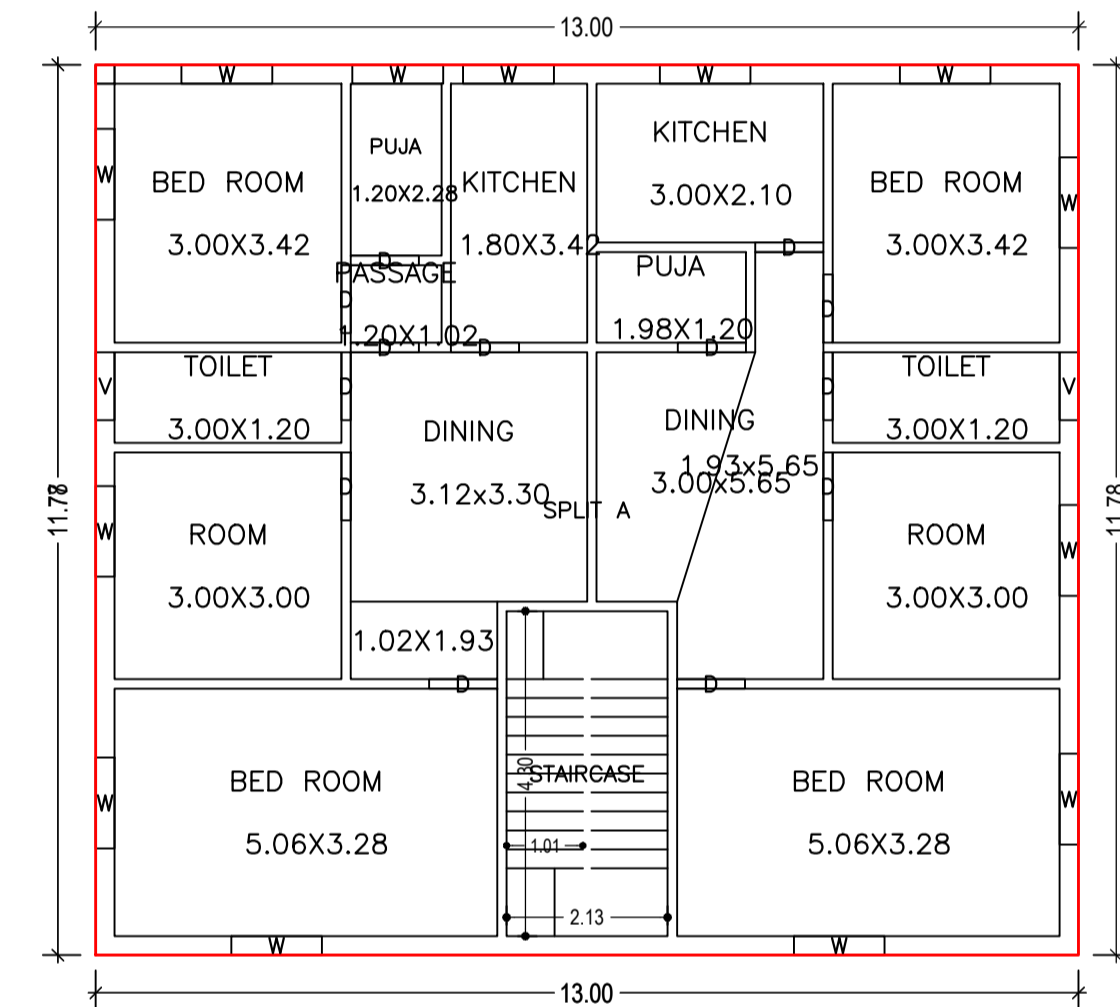 13.00
W
W
W
W
W
BED ROOM
3.00X3.42
PUJA
1.20X2.28
KITCHEN
1.80X3.42
KITCHEN
3.00X2.10
BED ROOM
3.00X3.42
W
W
D
D
PASSAGE
1.20X1.02
D
PUJA
1.98X1.20
D
D
D
D
V
TOILET
3.00X1.20
D
D
TOILET
3.00X1.20
V
DINING
3.12x3.30
DINING
1.93x5.65
3.00x5.65
SPLIT A
11.78
11.78
W
ROOM
3.00X3.00
D
D
ROOM
3.00X3.00
W
1.02X1.93
D
D
W
BED ROOM
5.06X3.28
4.30
STAIRCASE
1.01
2.13
BED ROOM
5.06X3.28
W
W
W
13.00